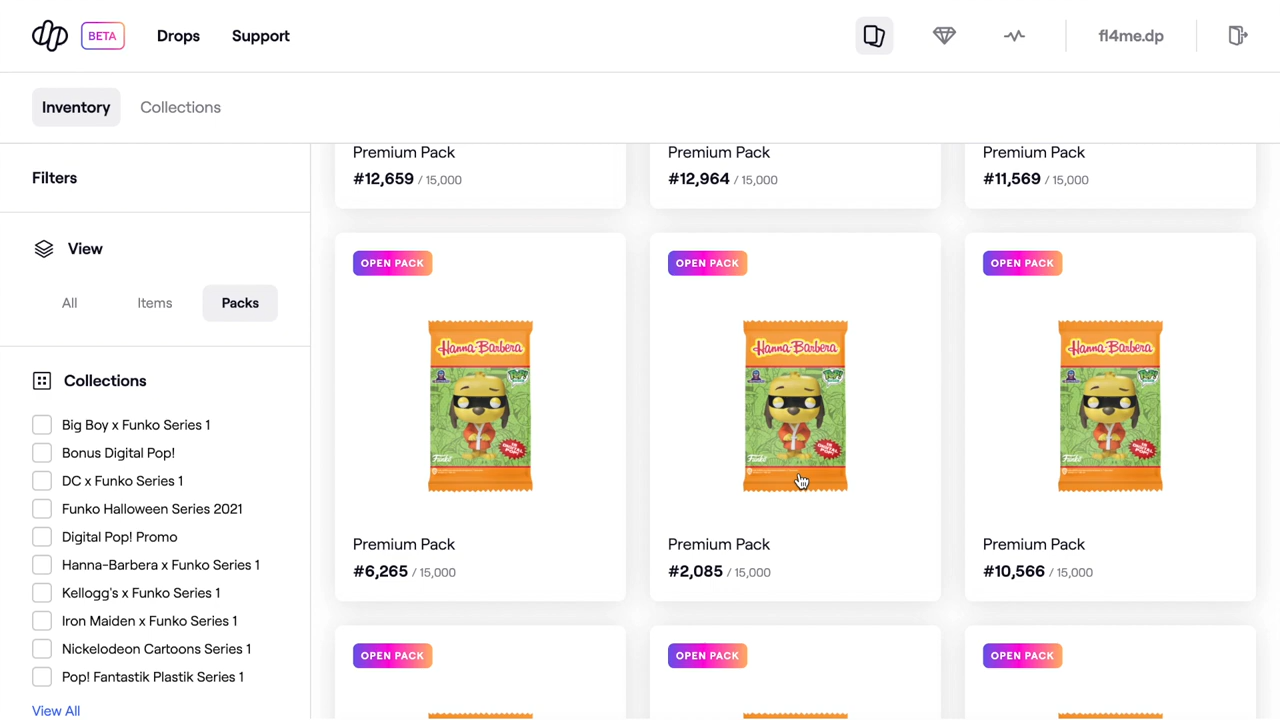 dp BETA Drops Support fl4me.dp
Inventory Collections
Filters
View
All Items Packs
Collections
Big Boy x Funko Series 1
Bonus Digital Pop!
DC x Funko Series 1
Funko Halloween Series 2021
Digital Pop! Promo
Hanna-Barbera x Funko Series 1
Kellogg's x Funko Series 1
Iron Maiden x Funko Series 1
Nickelodeon Cartoons Series 1
Pop! Fantastik Plastik Series 1
View All
Premium Pack
#12,659 / 15,000
Premium Pack
#12,964 / 15,000
Premium Pack
#11,569 / 15,000
OPEN PACK
Hanna-Barbera
Funko
Premium Pack
#6,265 / 15,000
OPEN PACK
Hanna-Barbera
Funko
Premium Pack
#2,085 / 15,000
OPEN PACK
Hanna-Barbera
Funko
Premium Pack
#10,566 / 15,000
OPEN PACK
OPEN PACK
OPEN PACK